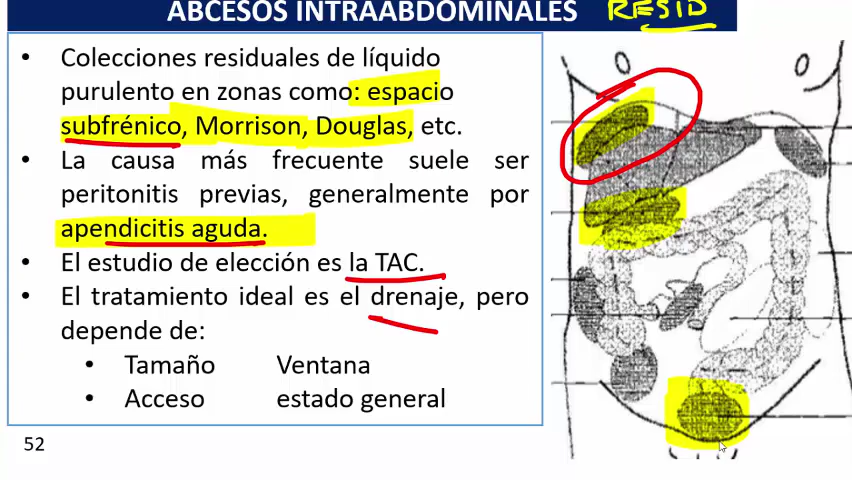 ABCESOS INTRAABDOMINALES RESID
• Colecciones residuales de líquido
purulento en zonas como: espacio
subfrénico, Morrison, Douglas, etc.
• La causa más frecuente suele ser
peritonitis previas, generalmente por
apendicitis aguda.
• El estudio de elección es la TAC.
• El tratamiento ideal es el drenaje, pero
depende de:
• Tamaño Ventana
• Acceso estado general
52